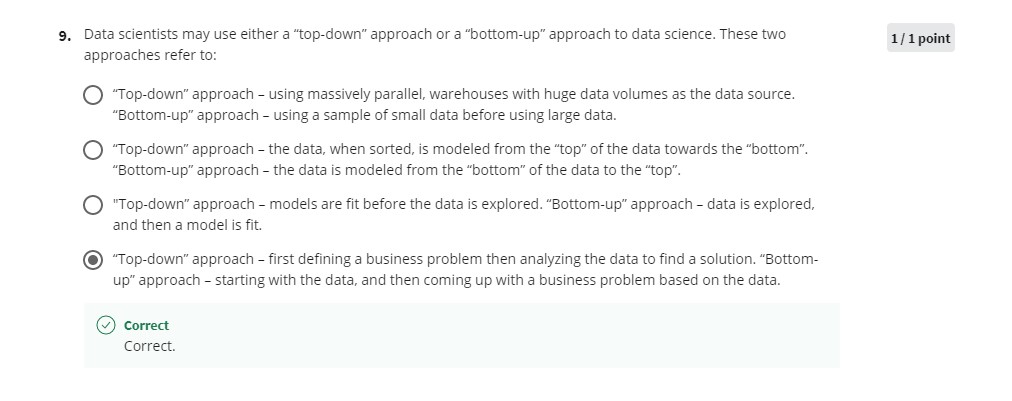 9. Data scientists may use either a “top-down” approach or a “bottom-up” approach to data science. These two
approaches refer to:
1 / 1 point
“Top-down” approach – using massively parallel, warehouses with huge data volumes as the data source.
“Bottom-up” approach – using a sample of small data before using large data.
“Top-down” approach – the data, when sorted, is modeled from the “top” of the data towards the “bottom”.
“Bottom-up” approach – the data is modeled from the “bottom” of the data to the “top”.
"Top-down” approach – models are fit before the data is explored. “Bottom-up” approach – data is explored,
and then a model is fit.
“Top-down” approach – first defining a business problem then analyzing the data to find a solution. “Bottom-
up” approach – starting with the data, and then coming up with a business problem based on the data.
Correct
Correct.